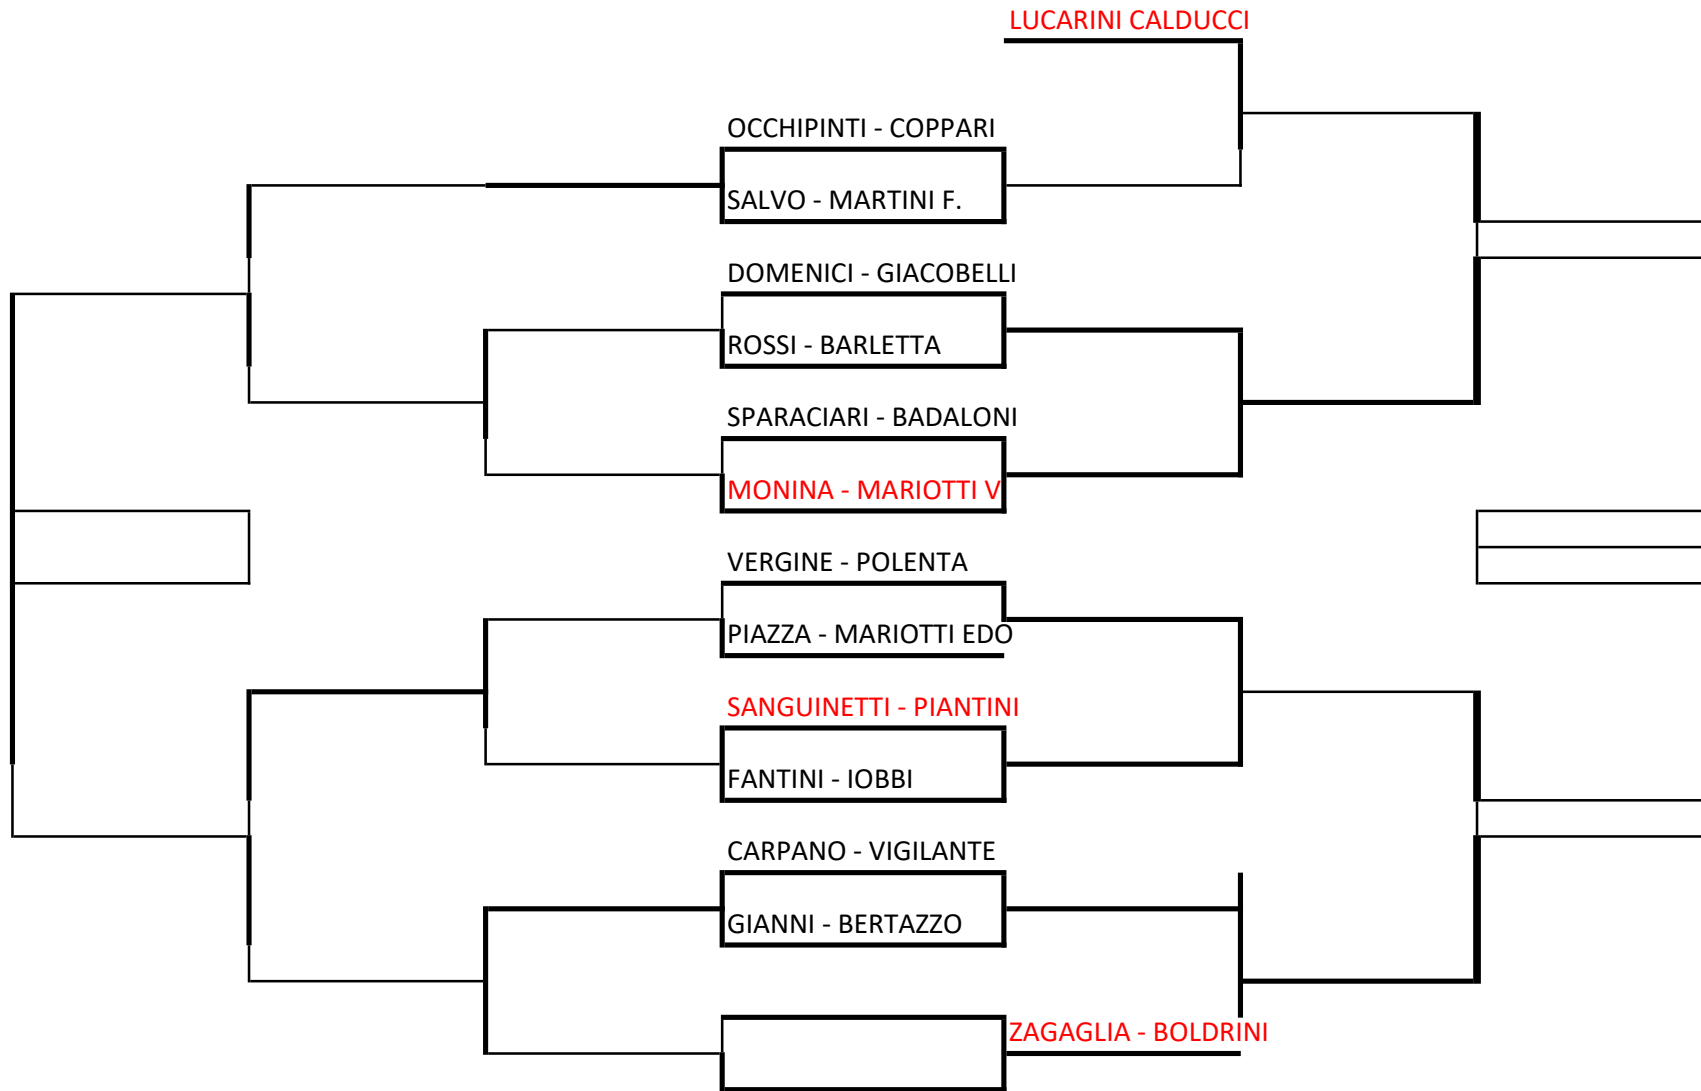 LUCARINI CALDUCCI
OCCHIPINTI - COPPARI
SALVO - MARTINI F.
DOMENICI - GIACOBELLI
ROSSI - BARLETTA
SPARACIARI - BADALONI
MONINA - MARIOTTI V
VERGINE - POLENTA
PIAZZA - MARIOTTI EDO
SANGUINETTI - PIANTINI
FANTINI - IOBBI
CARPANO - VIGILANTE
GIANNI - BERTAZZO
ZAGAGLIA - BOLDRINI